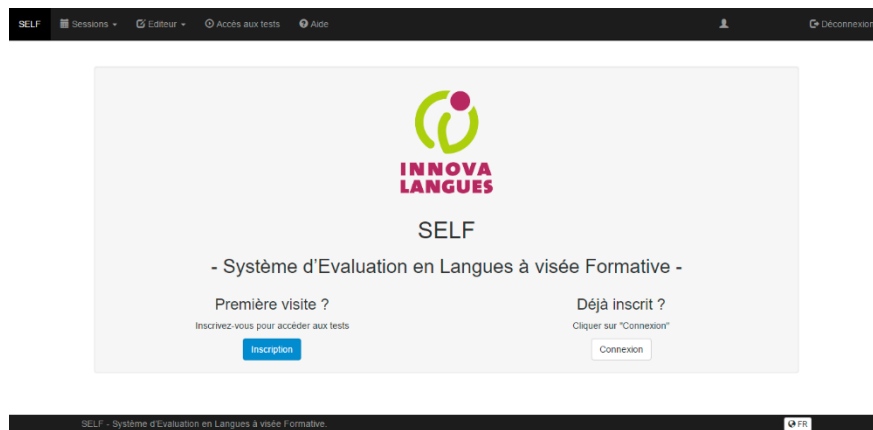 SELF Sessions Editeur Accès aux tests Aide Déconnexion
INNOVA
LANGUES
SELF
- Système d'Evaluation en Langues à visée Formative -
Première visite ?
Inscrivez-vous pour accéder aux tests
Inscription
Déjà inscrit ?
Cliquer sur "Connexion"
Connexion
SELF - Système d'Evaluation en Langues à visée Formative. FR